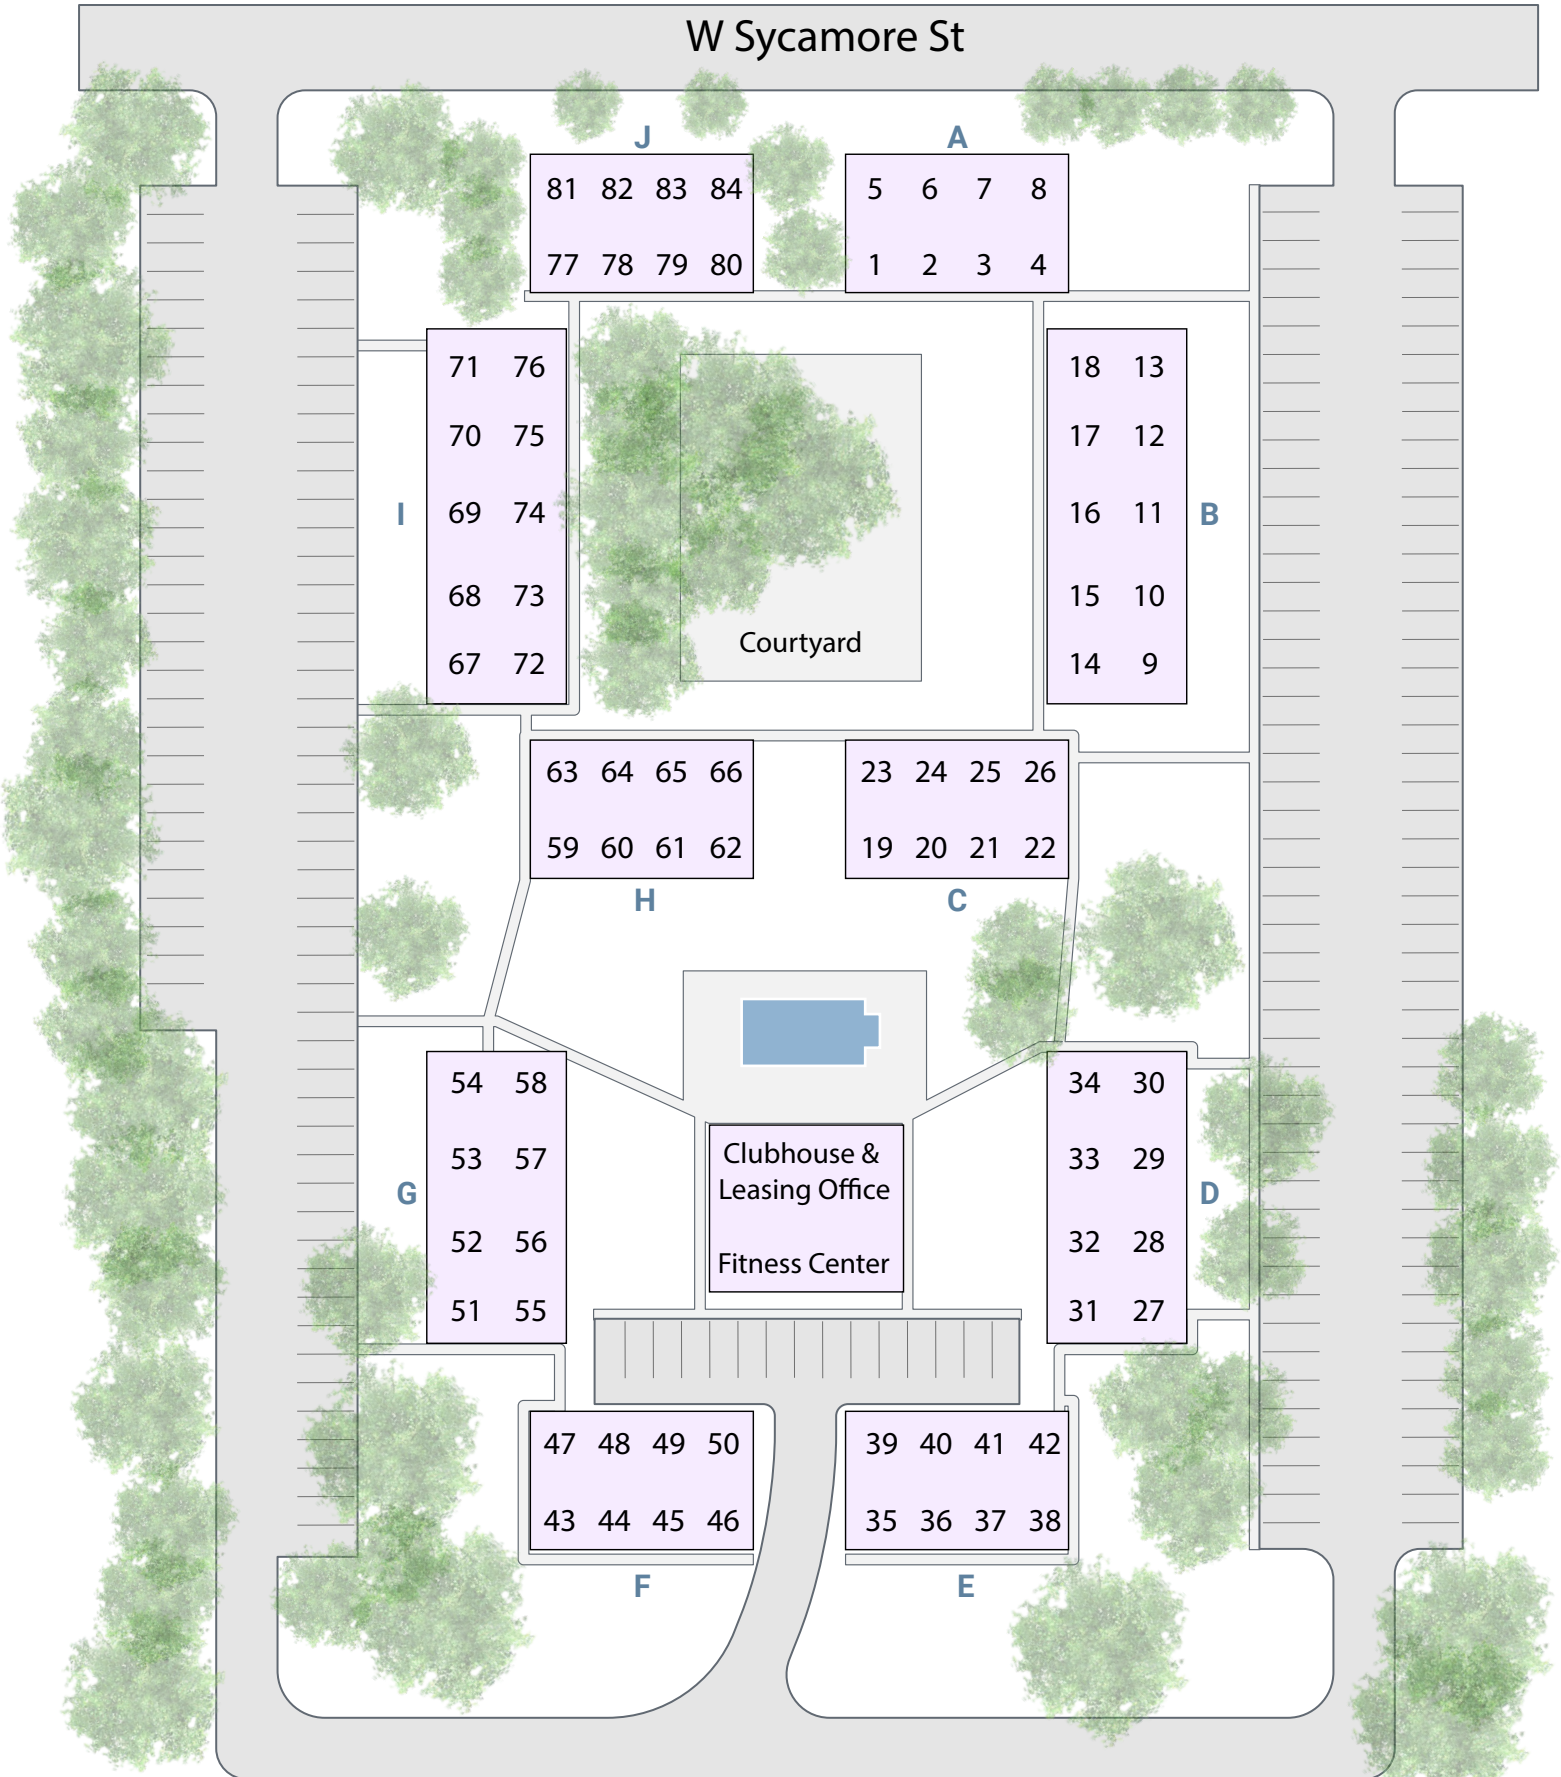 W Sycamore St
J
A
81 82 83 84
77 78 79 80
5 6 7 8
1 2 3 4
71 76
70 75
69 74
68 73
67 72
I
Courtyard
18 13
17 12
16 11
15 10
14 9
B
63 64 65 66
59 60 61 62
H
23 24 25 26
19 20 21 22
C
54 58
53 57
52 56
51 55
G
Clubhouse &
Leasing Office
Fitness Center
34 30
33 29
32 28
31 27
D
47 48 49 50
43 44 45 46
F
39 40 41 42
35 36 37 38
E